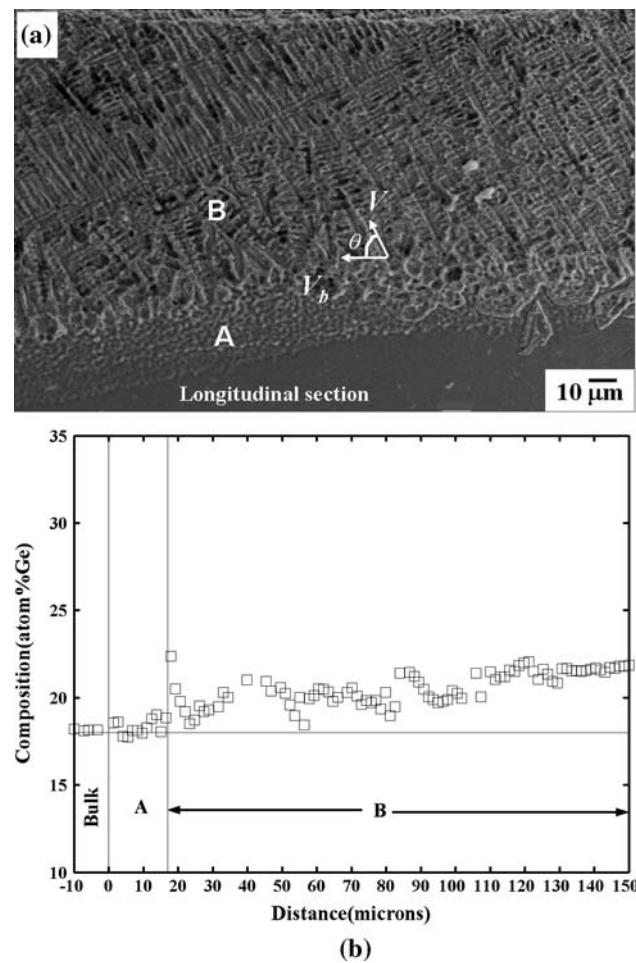 (a)
B
V
θ
V_b
A
Longitudinal section
10 μm
35
30
25
20
15
10
Composition(atom%Ge)
Bulk
A
B
-10 0 10 20 30 40 50 60 70 80 90 100 110 120 130 140 150
Distance(microns)
(b)